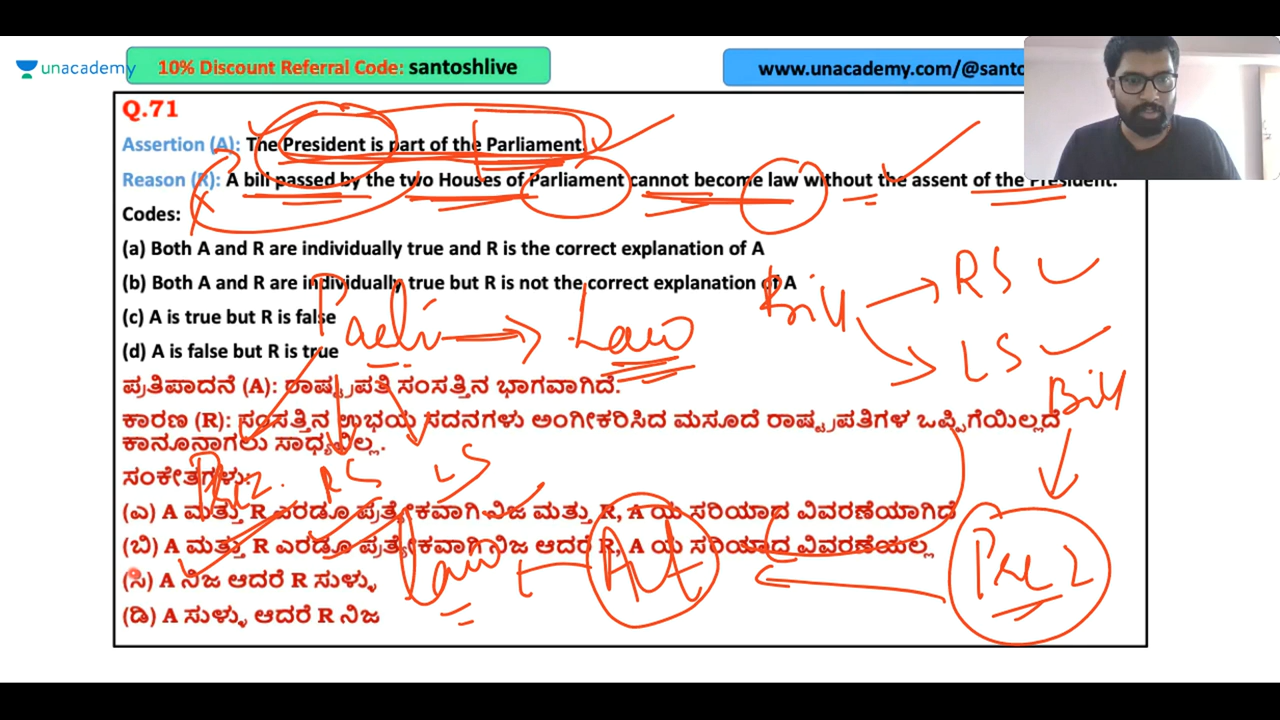 unacademy
10% Discount Referral Code: santoshlive
www.unacademy.com/@santo
Q.71
Assertion (A): The President is part of the Parliament.
Reason (R): A bill passed by the two Houses of Parliament cannot become law without the assent of the President.
Codes:
(a) Both A and R are individually true and R is the correct explanation of A
(b) Both A and R are individually true but R is not the correct explanation of A
(c) A is true but R is false
(d) A is false but R is true
ಪ್ರತಿಪಾದನೆ (A): ರಾಷ್ಟ್ರಪತಿ ಸಂಸತ್ತಿನ ಭಾಗವಾಗಿದೆ.
ಕಾರಣ (R): ಸಂಸತ್ತಿನ ಉಭಯ ಸದನಗಳು ಅಂಗೀಕರಿಸಿದ ಮಸೂದೆ ರಾಷ್ಟ್ರಪತಿಗಳ ಒಪ್ಪಿಗೆಯಿಲ್ಲದೆ
ಕಾನೂನಾಗಲು ಸಾಧ್ಯವಿಲ್ಲ.
ಸಂಕೇತಗಳು:
(ಎ) A ಮತ್ತು R ಎರಡೂ ಪ್ರತ್ಯೇಕವಾಗಿ ನಿಜ ಮತ್ತು R, A ಯ ಸರಿಯಾದ ವಿವರಣೆಯಾಗಿದೆ
(ಬಿ) A ಮತ್ತು R ಎರಡೂ ಪ್ರತ್ಯೇಕವಾಗಿ ನಿಜ ಆದರೆ R, A ಯ ಸರಿಯಾದ ವಿವರಣೆಯಲ್ಲ
(ಸಿ) A ನಿಜ ಆದರೆ R ಸುಳ್ಳು
(ಡಿ) A ಸುಳ್ಳು ಆದರೆ R ನಿಜ
Bill
RS
LS
Parli
Law
Bill
RS
LS
Law
Act